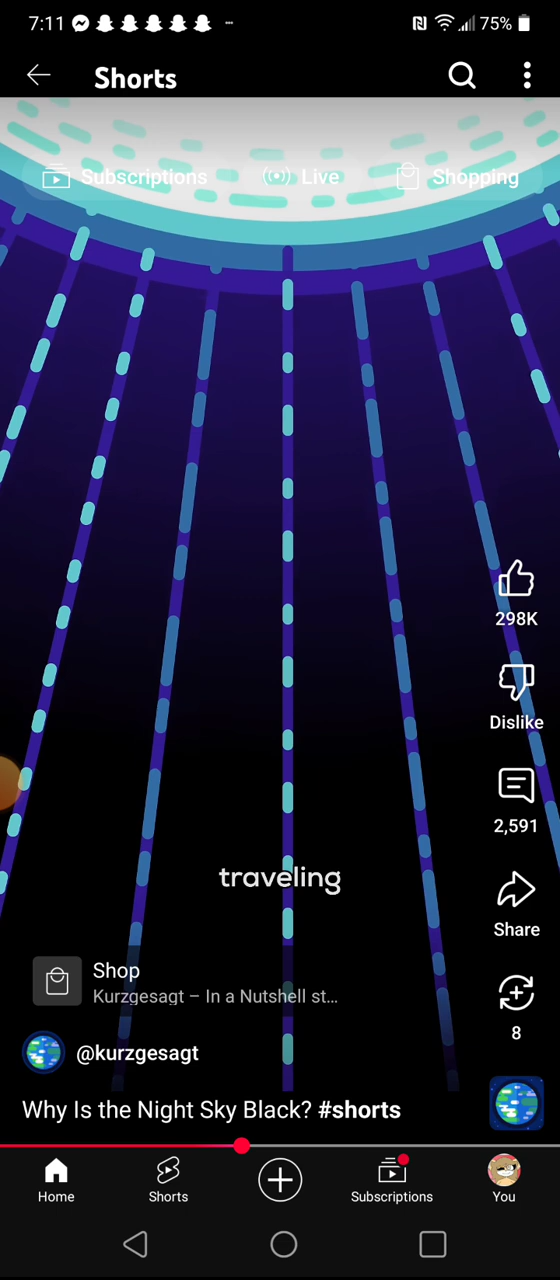 7:11
75%
Shorts
Subscriptions
Live
Shopping
298K
Dislike
2,591
traveling
Share
Shop
Kurzgesagt – In a Nutshell st...
8
@kurzgesagt
Why Is the Night Sky Black? #shorts
Home
Shorts
Subscriptions
You